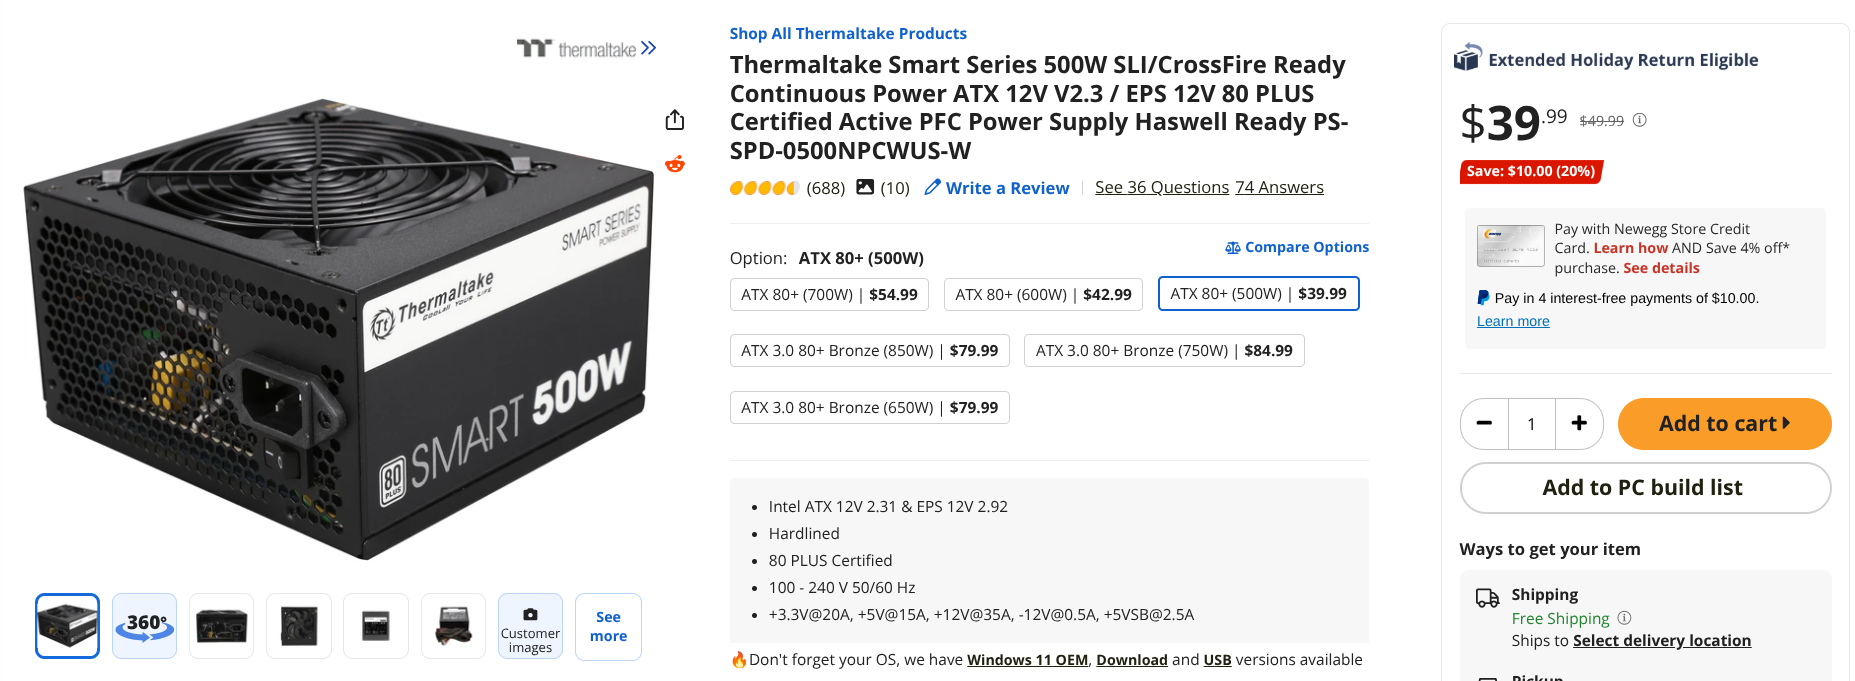 thermaltake
SMART SERIES
POWER SUPPLY
Thermaltake
COOL ALL YOUR LIFE
80
PLUS
SMART 500W
360°
Customer
images
See
more
Shop All Thermaltake Products
Thermaltake Smart Series 500W SLI/CrossFire Ready
Continuous Power ATX 12V V2.3 / EPS 12V 80 PLUS
Certified Active PFC Power Supply Haswell Ready PS-
SPD-0500NPCWUS-W
(688) (10) Write a Review See 36 Questions 74 Answers
Compare Options
Option: ATX 80+ (500W)
ATX 80+ (700W) | $54.99
ATX 80+ (600W) | $42.99
ATX 80+ (500W) | $39.99
ATX 3.0 80+ Bronze (850W) | $79.99
ATX 3.0 80+ Bronze (750W) | $84.99
ATX 3.0 80+ Bronze (650W) | $79.99
• Intel ATX 12V 2.31 & EPS 12V 2.92
• Hardlined
• 80 PLUS Certified
• 100 - 240 V 50/60 Hz
• +3.3V@20A, +5V@15A, +12V@35A, -12V@0.5A, +5VSB@2.5A
🔥Don't forget your OS, we have Windows 11 OEM, Download and USB versions available
Extended Holiday Return Eligible
$39.99 $49.99
Save: $10.00 (20%)
Pay with Newegg Store Credit
Card. Learn how AND Save 4% off*
purchase. See details
Pay in 4 interest-free payments of $10.00.
Learn more
− 1 +
Add to cart
Add to PC build list
Ways to get your item
Shipping
Free Shipping
Ships to Select delivery location
Pickup